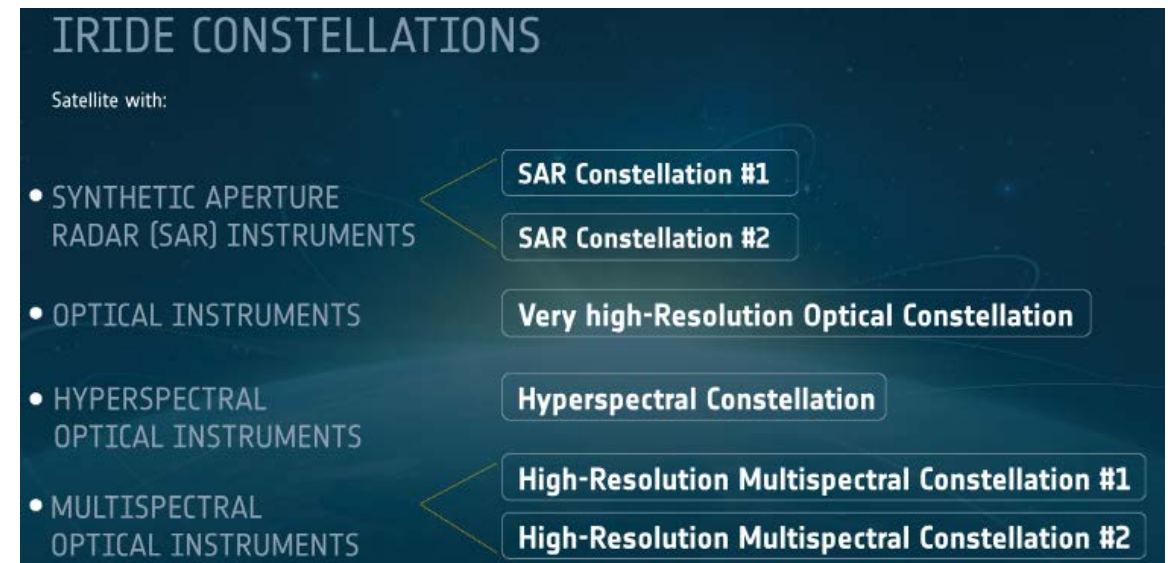 IRIDE CONSTELLATIONS
Satellite with:
• SYNTHETIC APERTURE
RADAR (SAR) INSTRUMENTS
SAR Constellation #1
SAR Constellation #2
• OPTICAL INSTRUMENTS
Very high-Resolution Optical Constellation
• HYPERSPECTRAL
OPTICAL INSTRUMENTS
Hyperspectral Constellation
• MULTISPECTRAL
OPTICAL INSTRUMENTS
High-Resolution Multispectral Constellation #1
High-Resolution Multispectral Constellation #2